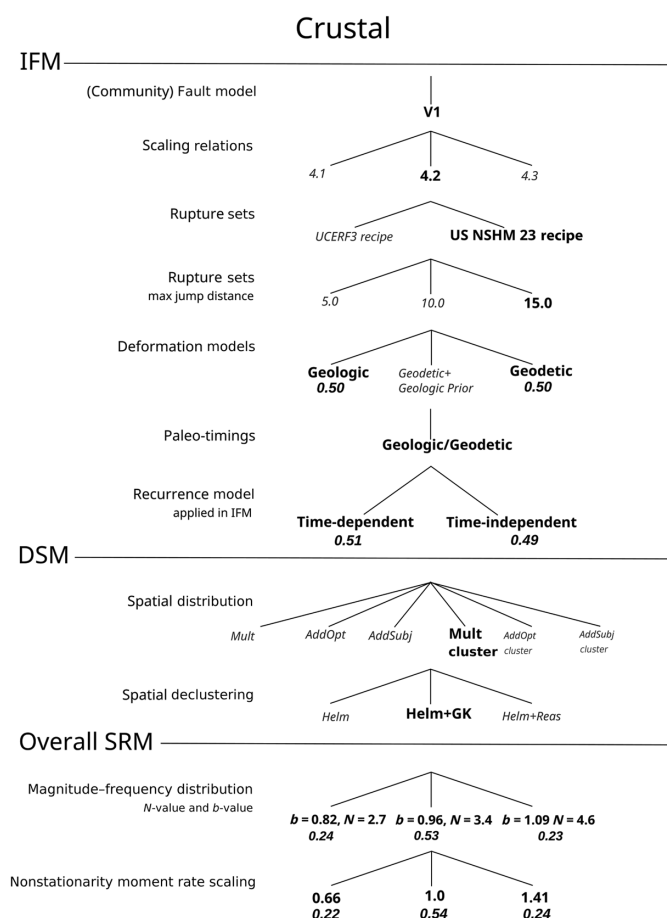 Crustal
IFM
(Community) Fault model
V1
Scaling relations
4.1 4.2 4.3
Rupture sets
UCERF3 recipe US NSHM 23 recipe
Rupture sets
max jump distance
5.0 10.0 15.0
Deformation models
Geologic Geodetic+ Geodetic
0.50 Geologic Prior 0.50
Paleo-timings
Geologic/Geodetic
Recurrence model
applied in IFM
Time-dependent Time-independent
0.51 0.49
DSM
Spatial distribution
Mult AddOpt AddSubj Mult AddOpt AddSubj
cluster cluster cluster
Spatial declustering
Helm Helm+GK Helm+Reas
Overall SRM
Magnitude–frequency distribution
N-value and b-value
b = 0.82, N = 2.7 b = 0.96, N = 3.4 b = 1.09 N = 4.6
0.24 0.53 0.23
Nonstationarity moment rate scaling
0.66 1.0 1.41
0.22 0.54 0.24